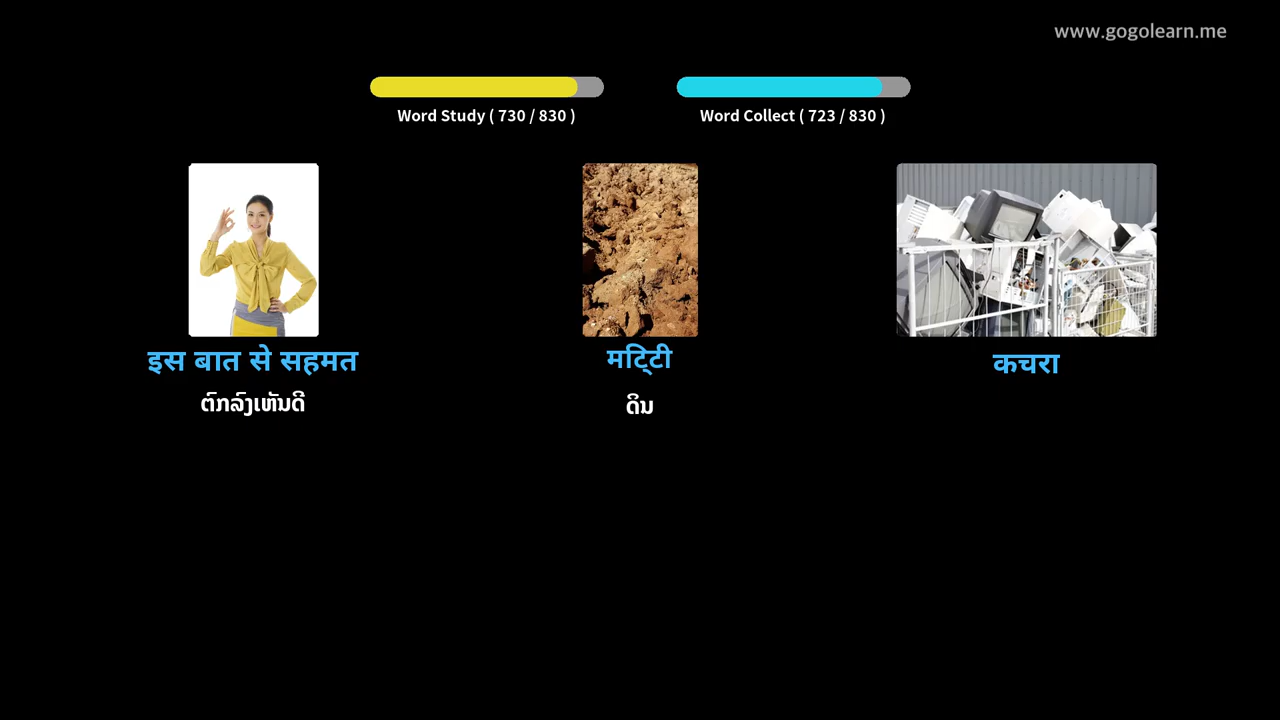 www.gogolearn.me
Word Study ( 730 / 830 )
Word Collect ( 723 / 830 )
इस बात से सहमत
मिट्टी
कचरा
ຕົກລົງເຫັນດີ
ດິນ